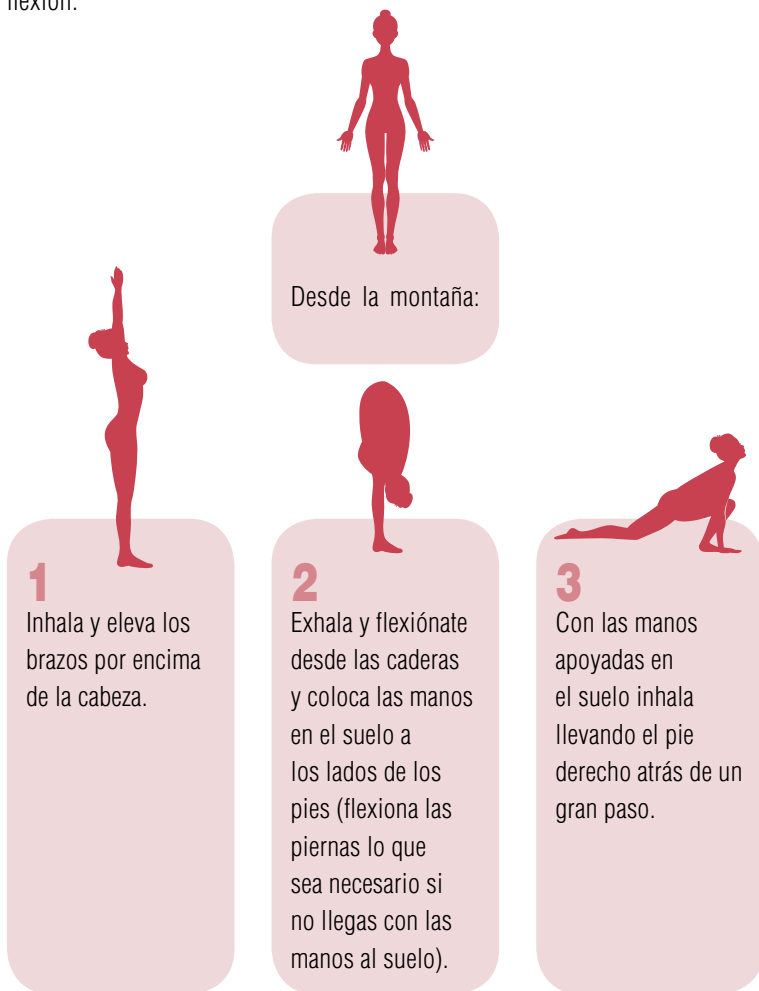 flexión.
Desde la montaña:
1
Inhala y eleva los
brazos por encima
de la cabeza.
2
Exhala y flexiónate
desde las caderas
y coloca las manos
en el suelo a
los lados de los
pies (flexiona las
piernas lo que
sea necesario si
no llegas con las
manos al suelo).
3
Con las manos
apoyadas en
el suelo inhala
llevando el pie
derecho atrás de un
gran paso.